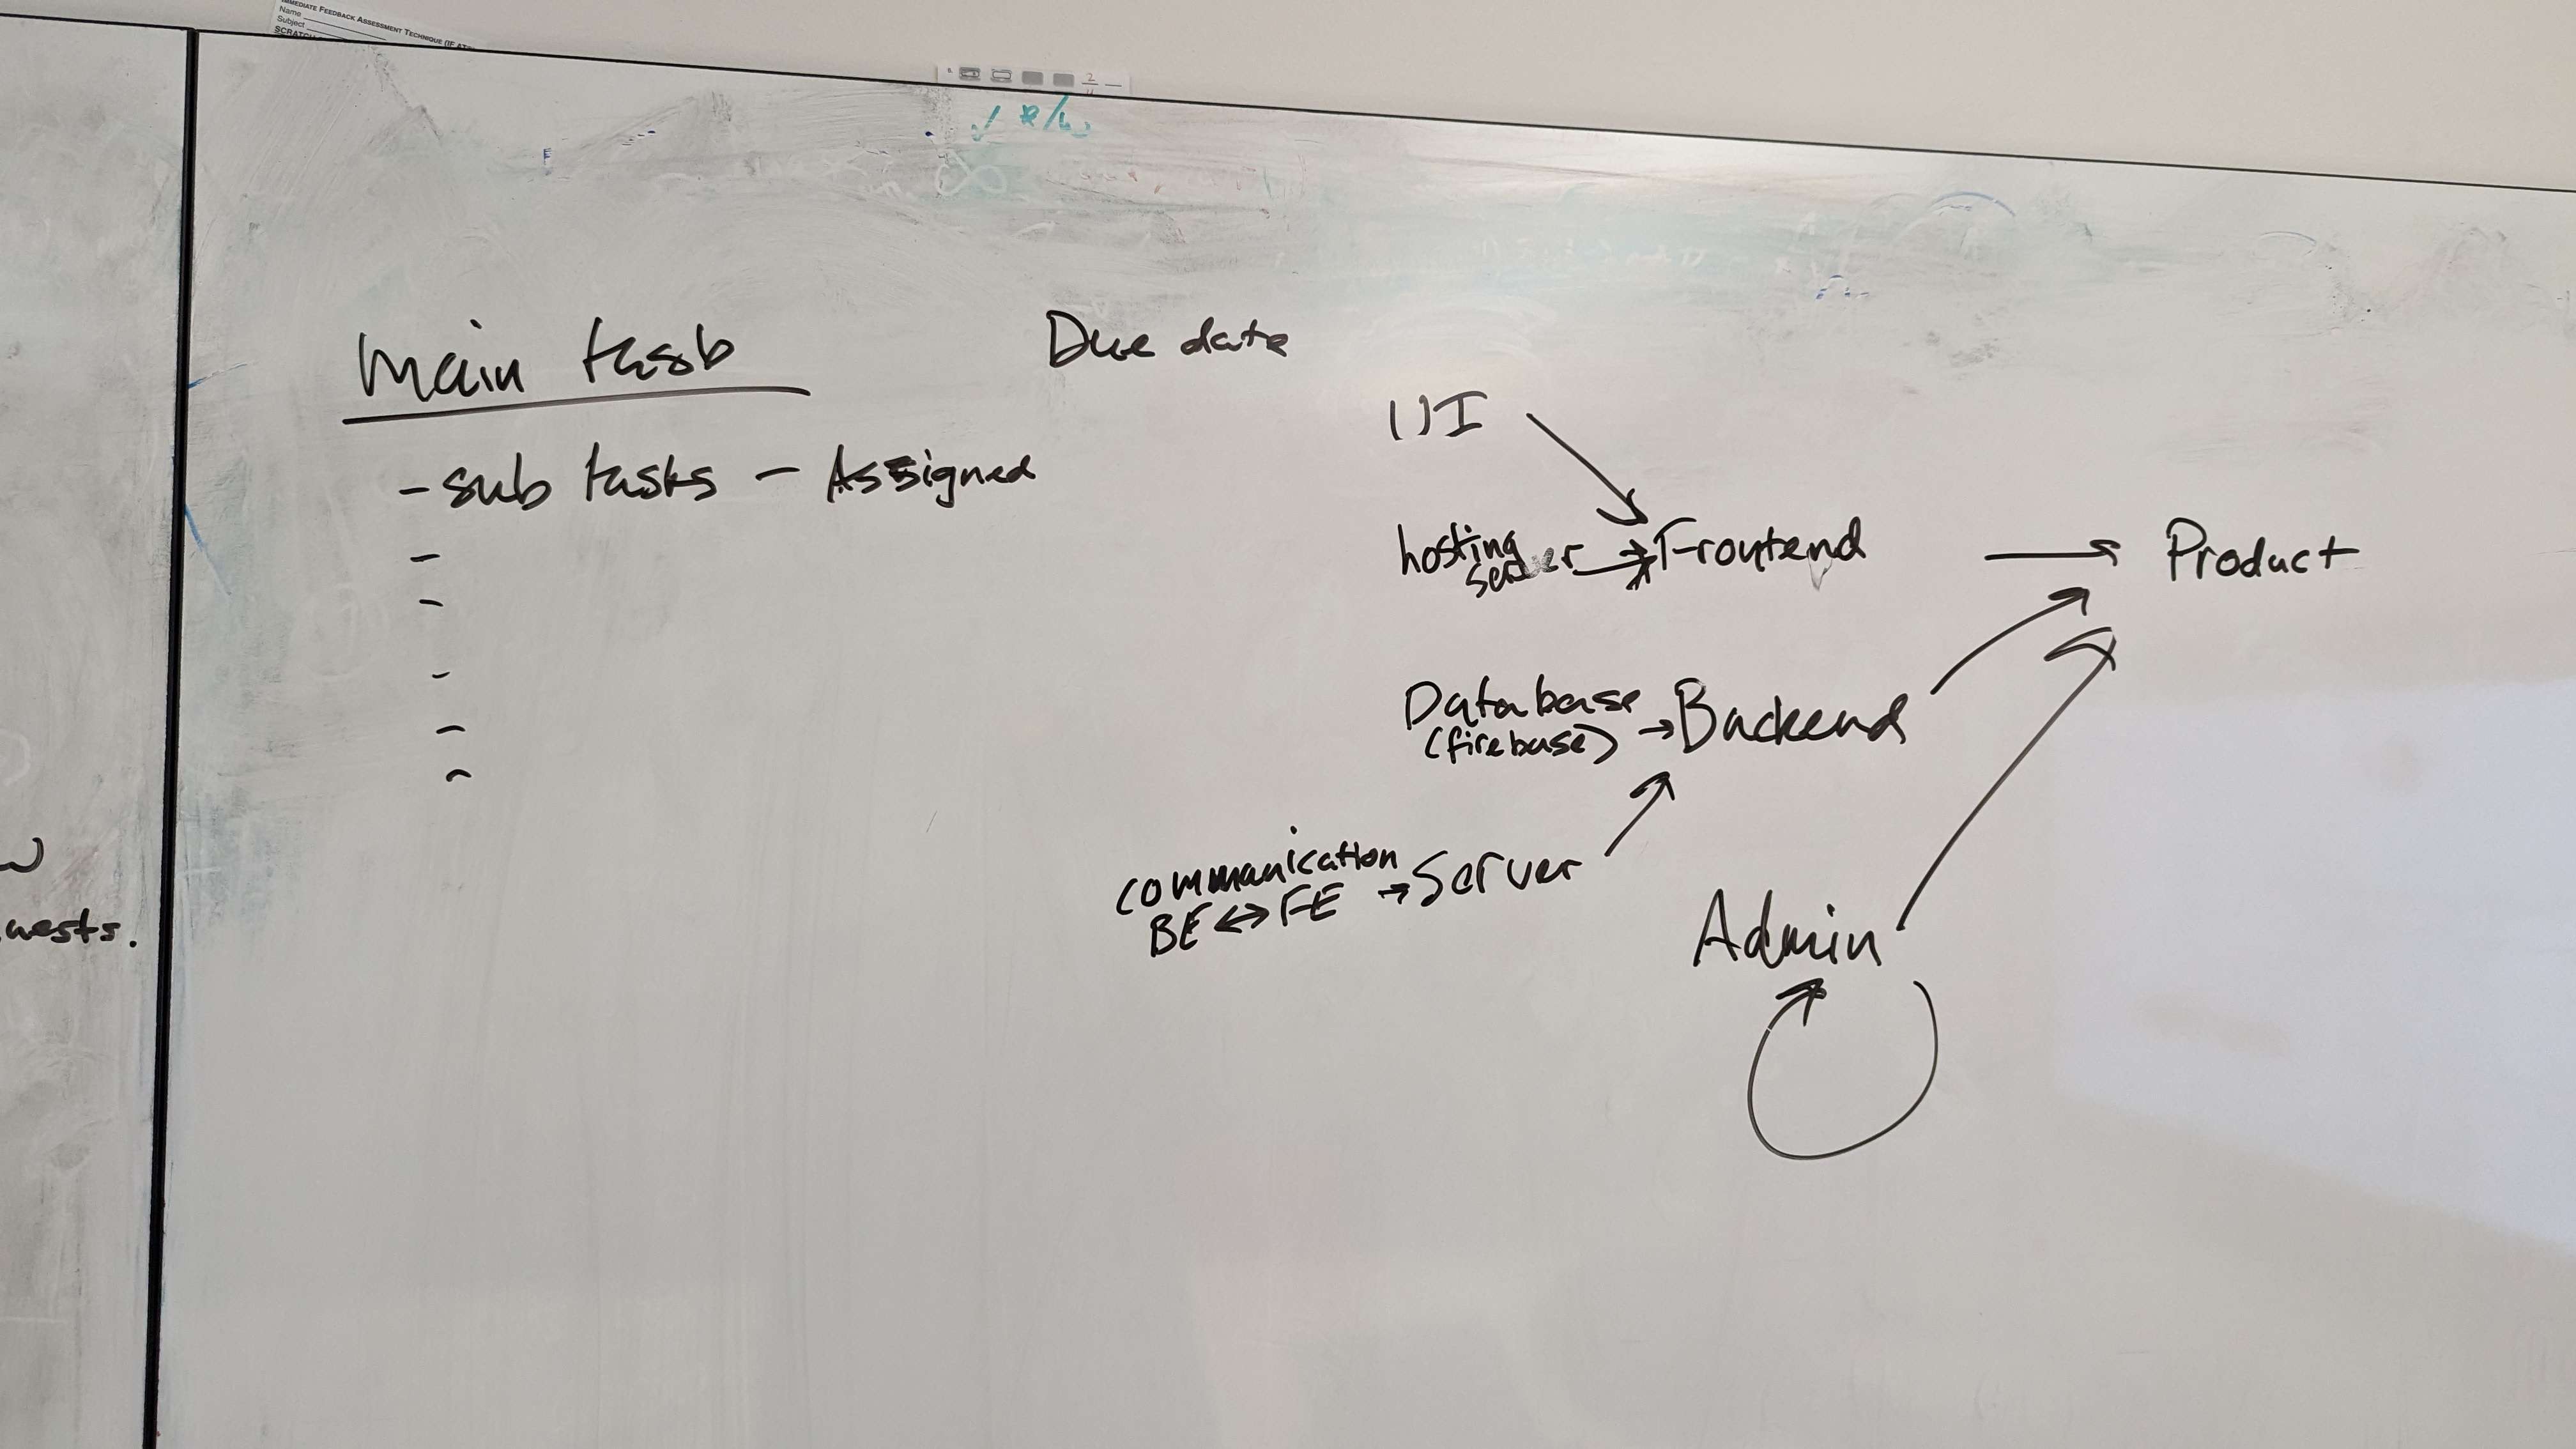 IMMEDIATE FEEDBACK ASSESSMENT TECHNIQUE (IF AT
Name
Subject
SCRATCH
Main task
Due date
- sub tasks - Assigned
-
-
-
-
-
UI
hosting
server
Frontend
Product
Database
(firebase)
Backend
communication
BE ↔ FE
Server
Admin
uests.